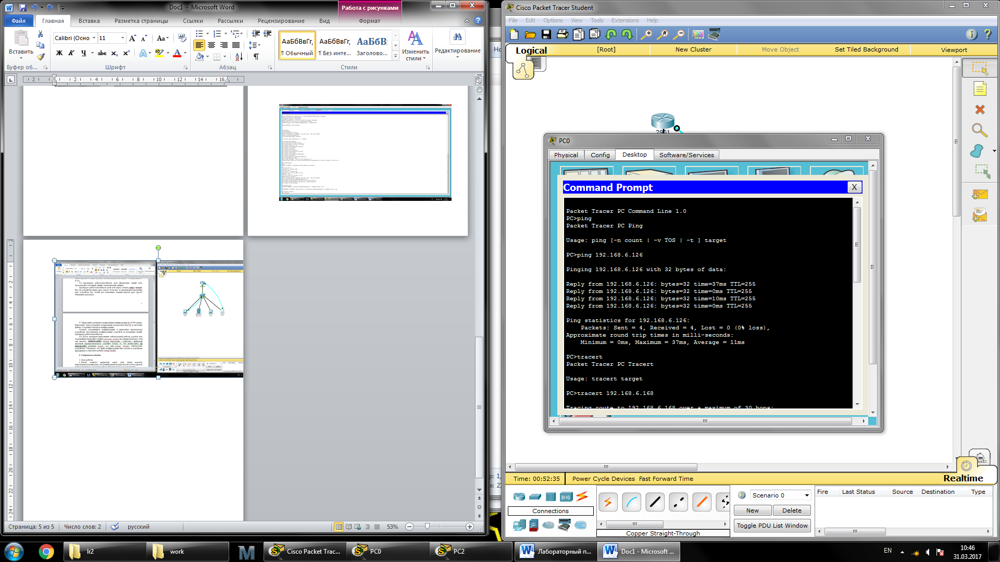 Doc1 - Microsoft Word
Работа с рисунками
Файл
Главная
Вставка
Разметка страницы
Ссылки
Рассылки
Рецензирование
Вид
Формат
Вставить
Calibri (Осно
11
Ж К Ч abc x₂ x²
АаБбВвГг,
АаБбВвГг,
АаБбВ:
¶ Обычный
¶ Без инте...
Заголово...
Изменить стили
Редактирование
Буфер об...
Шрифт
Абзац
Стили
Страница: 5 из 5
Число слов: 2
русский
53%
Cisco Packet Tracer Student
File Edit Options View Tools Extensions Help
Logical
[Root]
New Cluster
Move Object
Set Tiled Background
Viewport
2901
PC0
Physical
Config
Desktop
Software/Services
Command Prompt
X
Packet Tracer PC Command Line 1.0
PC>ping
Packet Tracer PC Ping
Usage: ping [-n count | -v TOS | -t ] target
PC>ping 192.168.6.126
Pinging 192.168.6.126 with 32 bytes of data:
Reply from 192.168.6.126: bytes=32 time=37ms TTL=255
Reply from 192.168.6.126: bytes=32 time=0ms TTL=255
Reply from 192.168.6.126: bytes=32 time=10ms TTL=255
Reply from 192.168.6.126: bytes=32 time=0ms TTL=255
Ping statistics for 192.168.6.126:
Packets: Sent = 4, Received = 4, Lost = 0 (0% loss),
Approximate round trip times in milli-seconds:
Minimum = 0ms, Maximum = 37ms, Average = 11ms
PC>tracert
Packet Tracer PC Tracert
Usage: tracert target
PC>tracert 192.168.6.168
Tracing route to 192.168.6.168 over a maximum of 30 hops:
Time: 00:52:35
Power Cycle Devices Fast Forward Time
Realtime
Connections
Copper Straight-Through
Scenario 0
New
Delete
Toggle PDU List Window
Fire
Last Status
Source
Destination
Type
lr2
work
Cisco Packet Trac...
PC0
PC2
Лабораторный п...
Doc1 - Microsoft ...
EN
10:46
31.03.2017